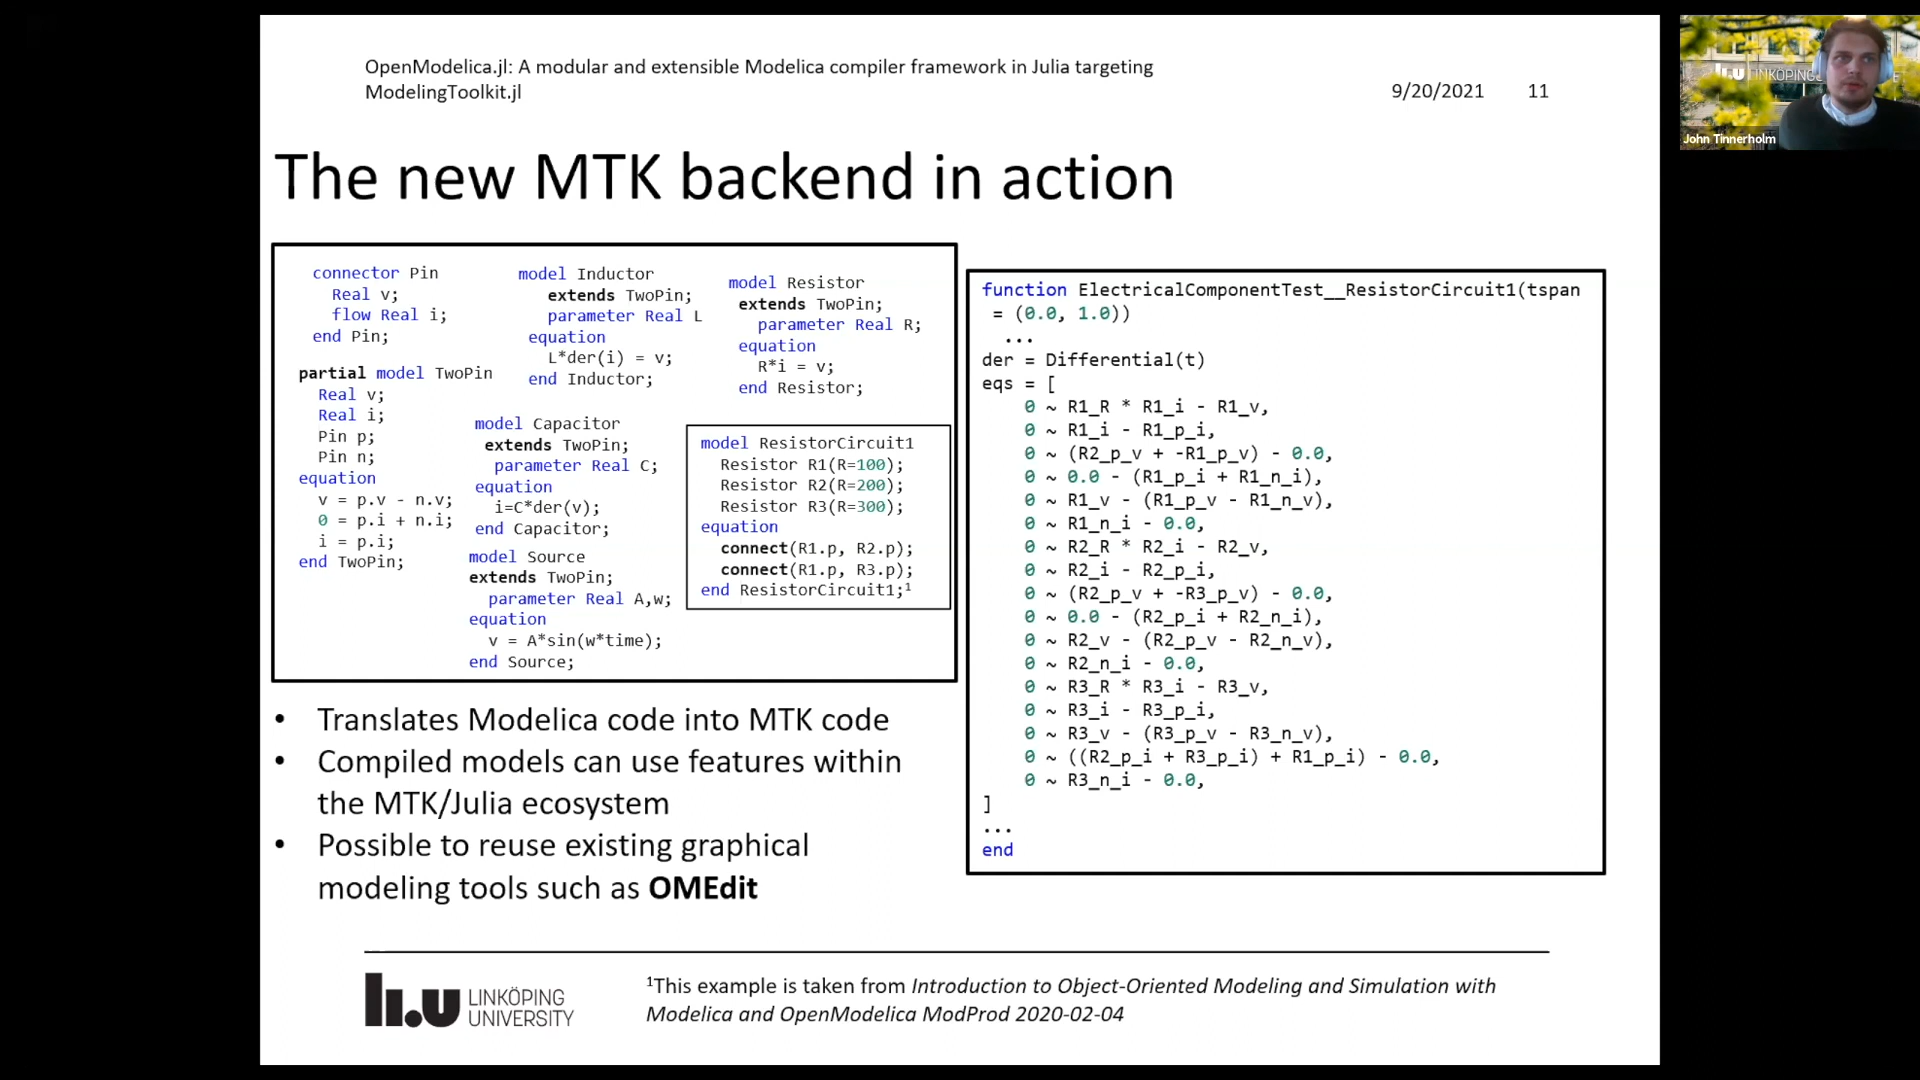 OpenModelica.jl: A modular and extensible Modelica compiler framework in Julia targeting
ModelingToolkit.jl
9/20/2021 11
The new MTK backend in action
connector Pin
Real v;
flow Real i;
end Pin;
partial model TwoPin
Real v;
Real i;
Pin p;
Pin n;
equation
v = p.v - n.v;
0 = p.i + n.i;
i = p.i;
end TwoPin;
model Inductor
extends TwoPin;
parameter Real L
equation
L*der(i) = v;
end Inductor;
model Capacitor
extends TwoPin;
parameter Real C;
equation
i=C*der(v);
end Capacitor;
model Source
extends TwoPin;
parameter Real A,w;
equation
v = A*sin(w*time);
end Source;
model Resistor
extends TwoPin;
parameter Real R;
equation
R*i = v;
end Resistor;
model ResistorCircuit1
Resistor R1(R=100);
Resistor R2(R=200);
Resistor R3(R=300);
equation
connect(R1.p, R2.p);
connect(R1.p, R3.p);
end ResistorCircuit1;¹
function ElectricalComponentTest__ResistorCircuit1(tspan
= (0.0, 1.0))
...
der = Differential(t)
eqs = [
0 ~ R1_R * R1_i - R1_v,
0 ~ R1_i - R1_p_i,
0 ~ (R2_p_v + -R1_p_v) - 0.0,
0 ~ 0.0 - (R1_p_i + R1_n_i),
0 ~ R1_v - (R1_p_v - R1_n_v),
0 ~ R1_n_i - 0.0,
0 ~ R2_R * R2_i - R2_v,
0 ~ R2_i - R2_p_i,
0 ~ (R2_p_v + -R3_p_v) - 0.0,
0 ~ 0.0 - (R2_p_i + R2_n_i),
0 ~ R2_v - (R2_p_v - R2_n_v),
0 ~ R2_n_i - 0.0,
0 ~ R3_R * R3_i - R3_v,
0 ~ R3_i - R3_p_i,
0 ~ R3_v - (R3_p_v - R3_n_v),
0 ~ ((R2_p_i + R3_p_i) + R1_p_i) - 0.0,
0 ~ R3_n_i - 0.0,
]
...
end
• Translates Modelica code into MTK code
• Compiled models can use features within
the MTK/Julia ecosystem
• Possible to reuse existing graphical
modeling tools such as OMEdit
li.u LINKÖPING
UNIVERSITY
¹This example is taken from Introduction to Object-Oriented Modeling and Simulation with
Modelica and OpenModelica ModProd 2020-02-04
John Tinnerholm